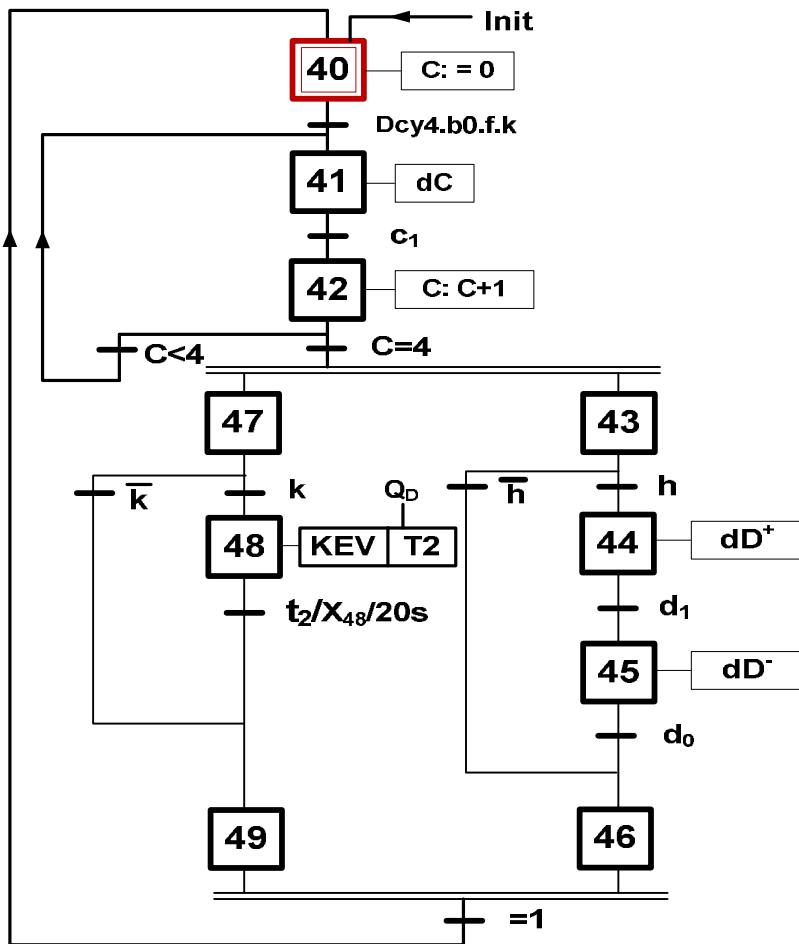 Init
40
C: = 0
Dcy4.b0.f.k
41
dC
c₁
42
C: C+1
C<4
C=4
47
43
k̅
k
Q_D
h̅
h
48
KEV
T2
44
dD⁺
t₂/X₄₈/20s
d₁
45
dD⁻
d₀
49
46
=1